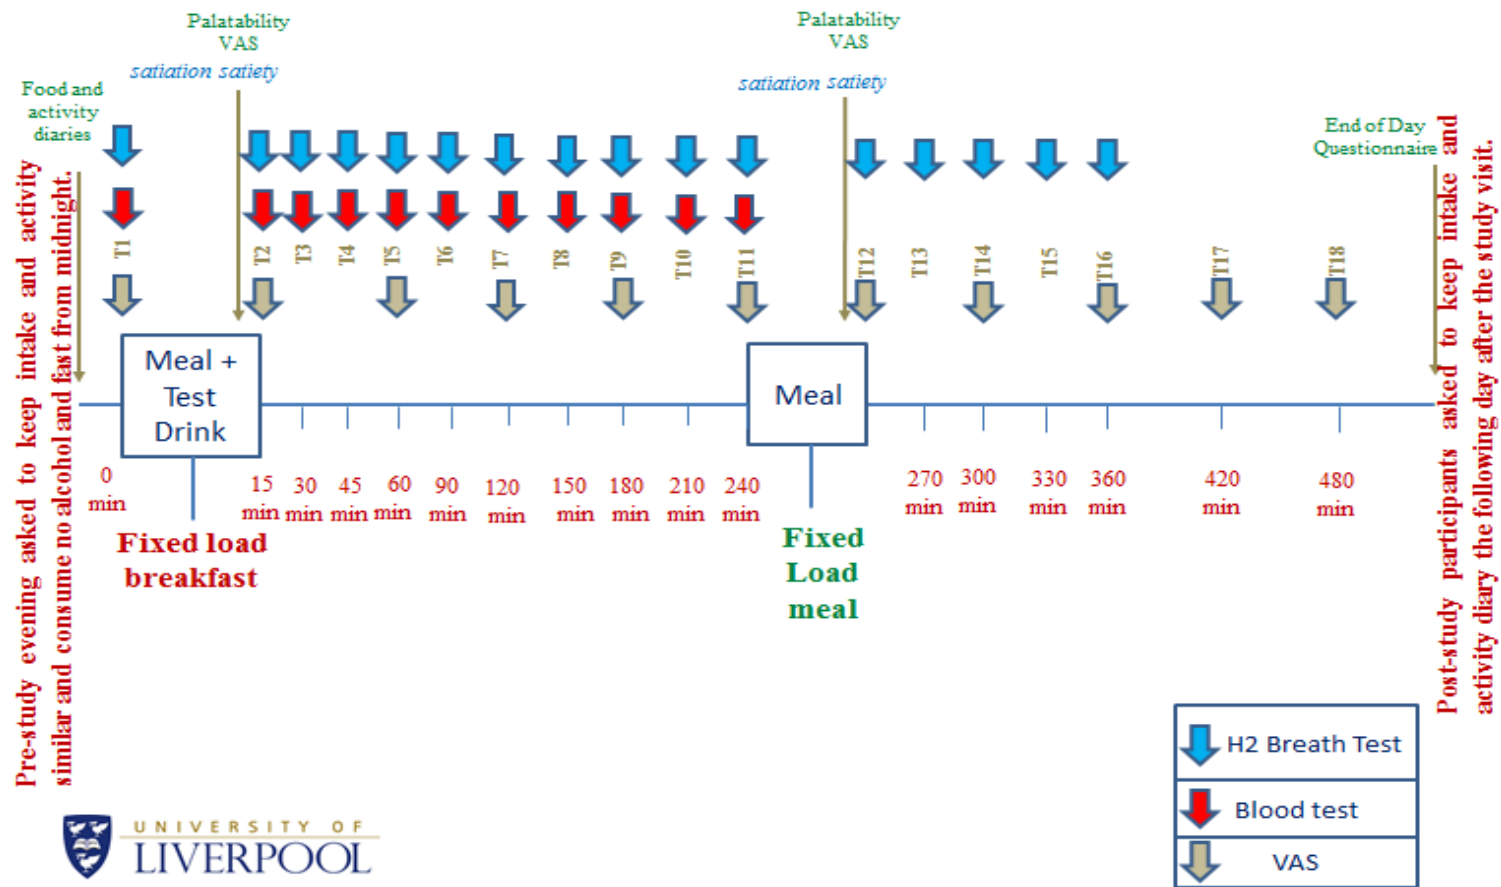 Palatability
VAS
satiation satiety
Palatability
VAS
satiation satiety
Food and
activity
diaries
End of Day
Questionnaire
Pre-study evening asked to keep intake and activity
similar and consume no alcohol and fast from midnight.
Post-study participants asked to keep intake and
activity diary the following day after the study visit.
T1
T2
T3
T4
T5
T6
T7
T8
T9
T10
T11
T12
T13
T14
T15
T16
T17
T18
Meal +
Test
Drink
Meal
0
min
15
min
30
min
45
min
60
min
90
min
120
min
150
min
180
min
210
min
240
min
270
min
300
min
330
min
360
min
420
min
480
min
Fixed load
breakfast
Fixed
Load
meal
H2 Breath Test
Blood test
VAS
UNIVERSITY OF
LIVERPOOL